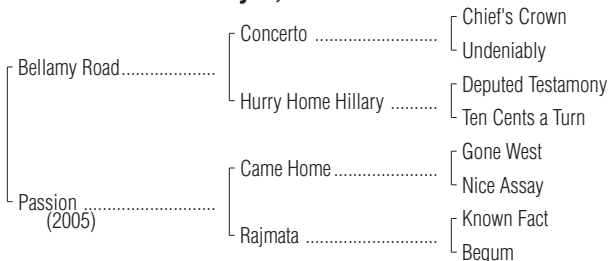 Chief's Crown
Concerto ....................
Undeniably
Bellamy Road....................
Deputed Testamony
Hurry Home Hillary ..........
Ten Cents a Turn
Gone West
Came Home....................
Nice Assay
Passion ............................
(2005)
Known Fact
Rajmata ............................
Begum